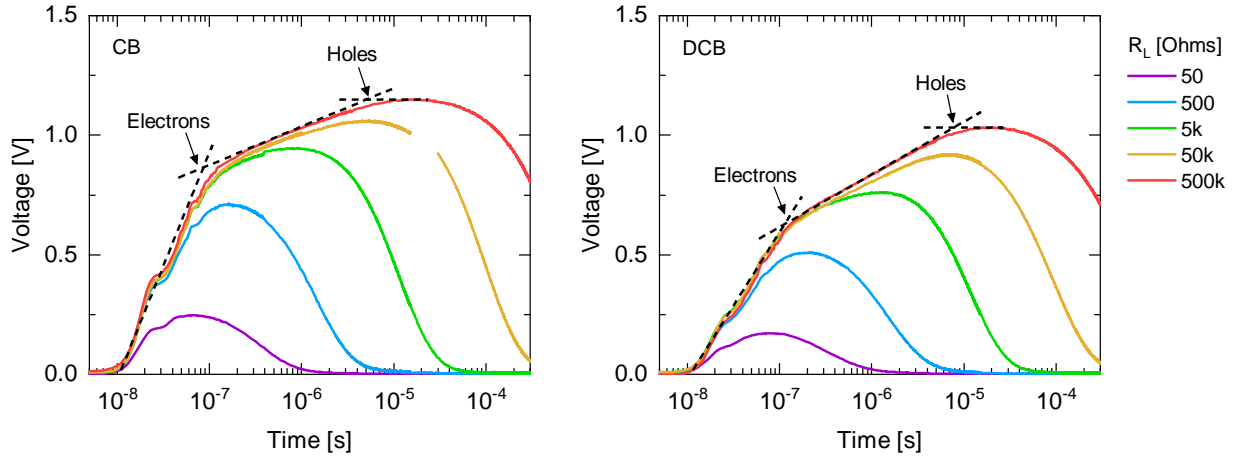 CB
Holes
Electrons
Voltage [V]
1.5
1.0
0.5
0.0
10⁻⁸ 10⁻⁷ 10⁻⁶ 10⁻⁵ 10⁻⁴
Time [s]
DCB
Holes
Electrons
Voltage [V]
1.5
1.0
0.5
0.0
10⁻⁸ 10⁻⁷ 10⁻⁶ 10⁻⁵ 10⁻⁴
Time [s]
R_L [Ohms]
50
500
5k
50k
500k